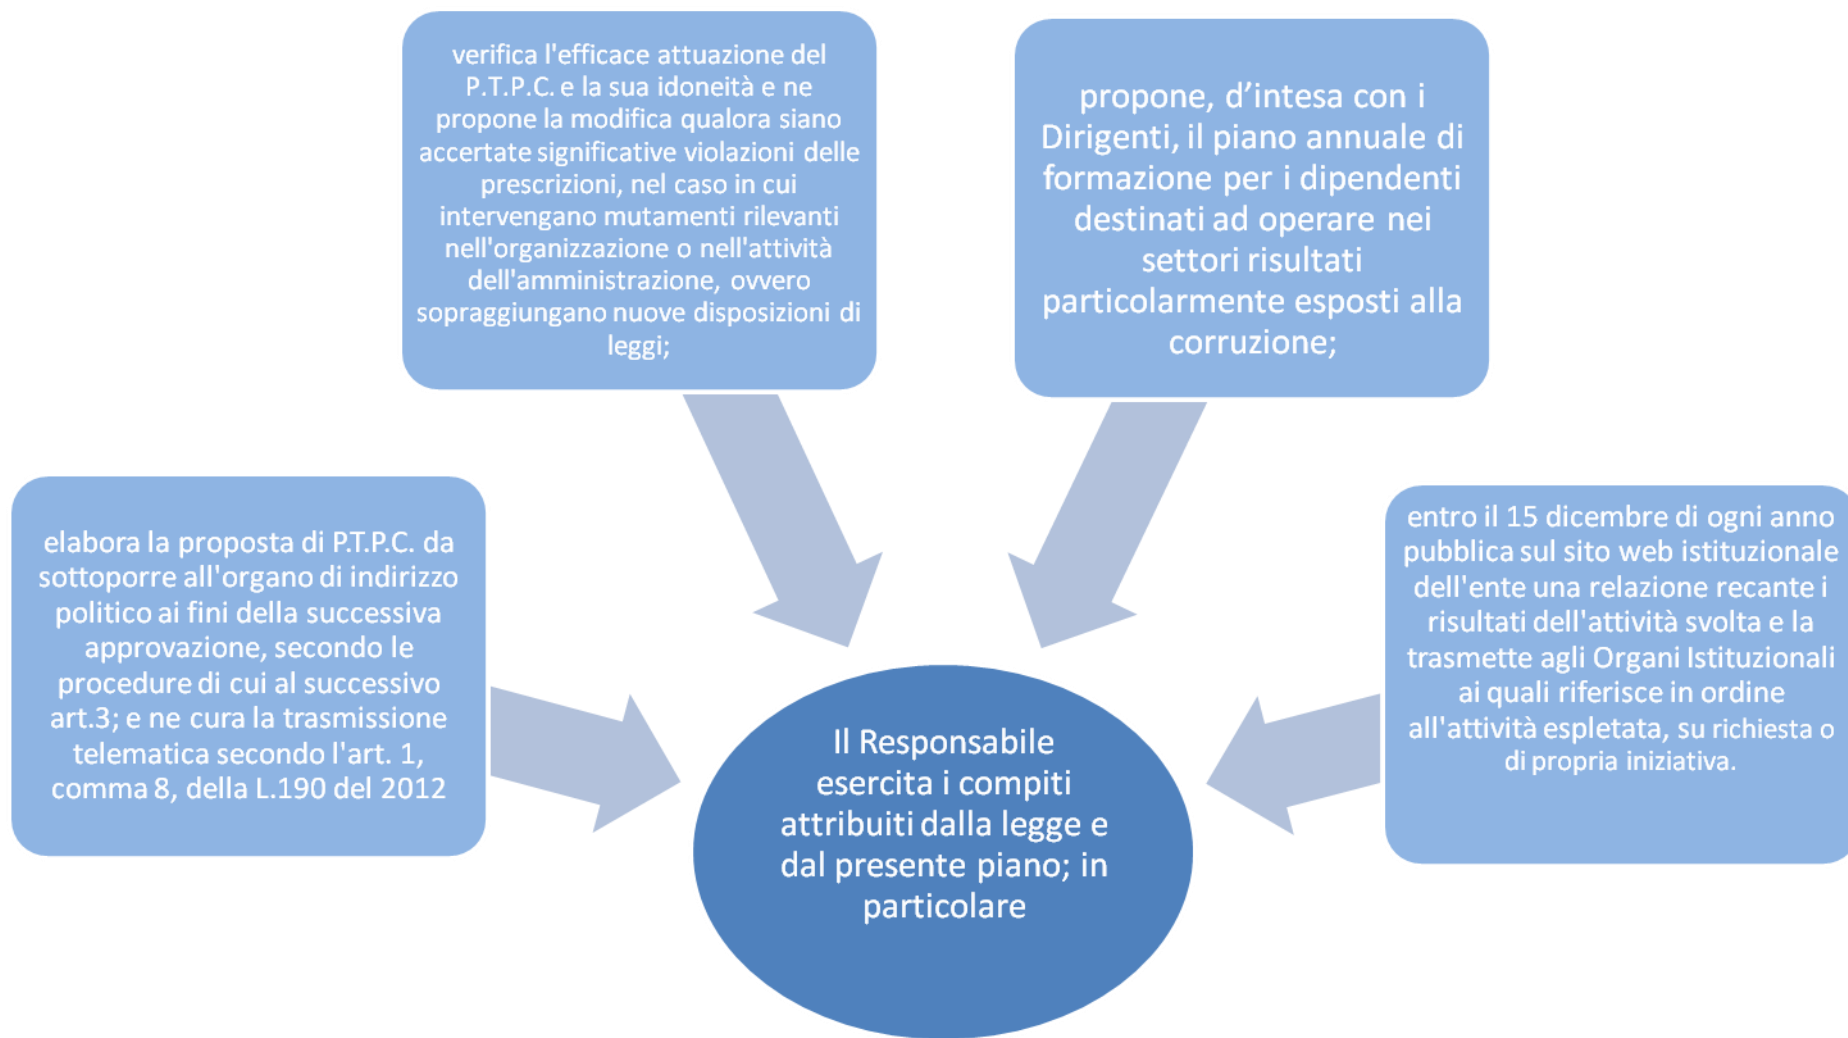 verifica l'efficace attuazione del
P.T.P.C. e la sua idoneità e ne
propone la modifica qualora siano
accertate significative violazioni delle
prescrizioni, nel caso in cui
intervengano mutamenti rilevanti
nell'organizzazione o nell'attività
dell'amministrazione, ovvero
sopraggiungano nuove disposizioni di
leggi;
propone, d’intesa con i
Dirigenti, il piano annuale di
formazione per i dipendenti
destinati ad operare nei
settori risultati
particolarmente esposti alla
corruzione;
elabora la proposta di P.T.P.C. da
sottoporre all'organo di indirizzo
politico ai fini della successiva
approvazione, secondo le
procedure di cui al successivo
art.3; e ne cura la trasmissione
telematica secondo l'art. 1,
comma 8, della L.190 del 2012
entro il 15 dicembre di ogni anno
pubblica sul sito web istituzionale
dell'ente una relazione recante i
risultati dell'attività svolta e la
trasmette agli Organi Istituzionali
ai quali riferisce in ordine
all'attività espletata, su richiesta o
di propria iniziativa.
Il Responsabile
esercita i compiti
attribuiti dalla legge e
dal presente piano; in
particolare